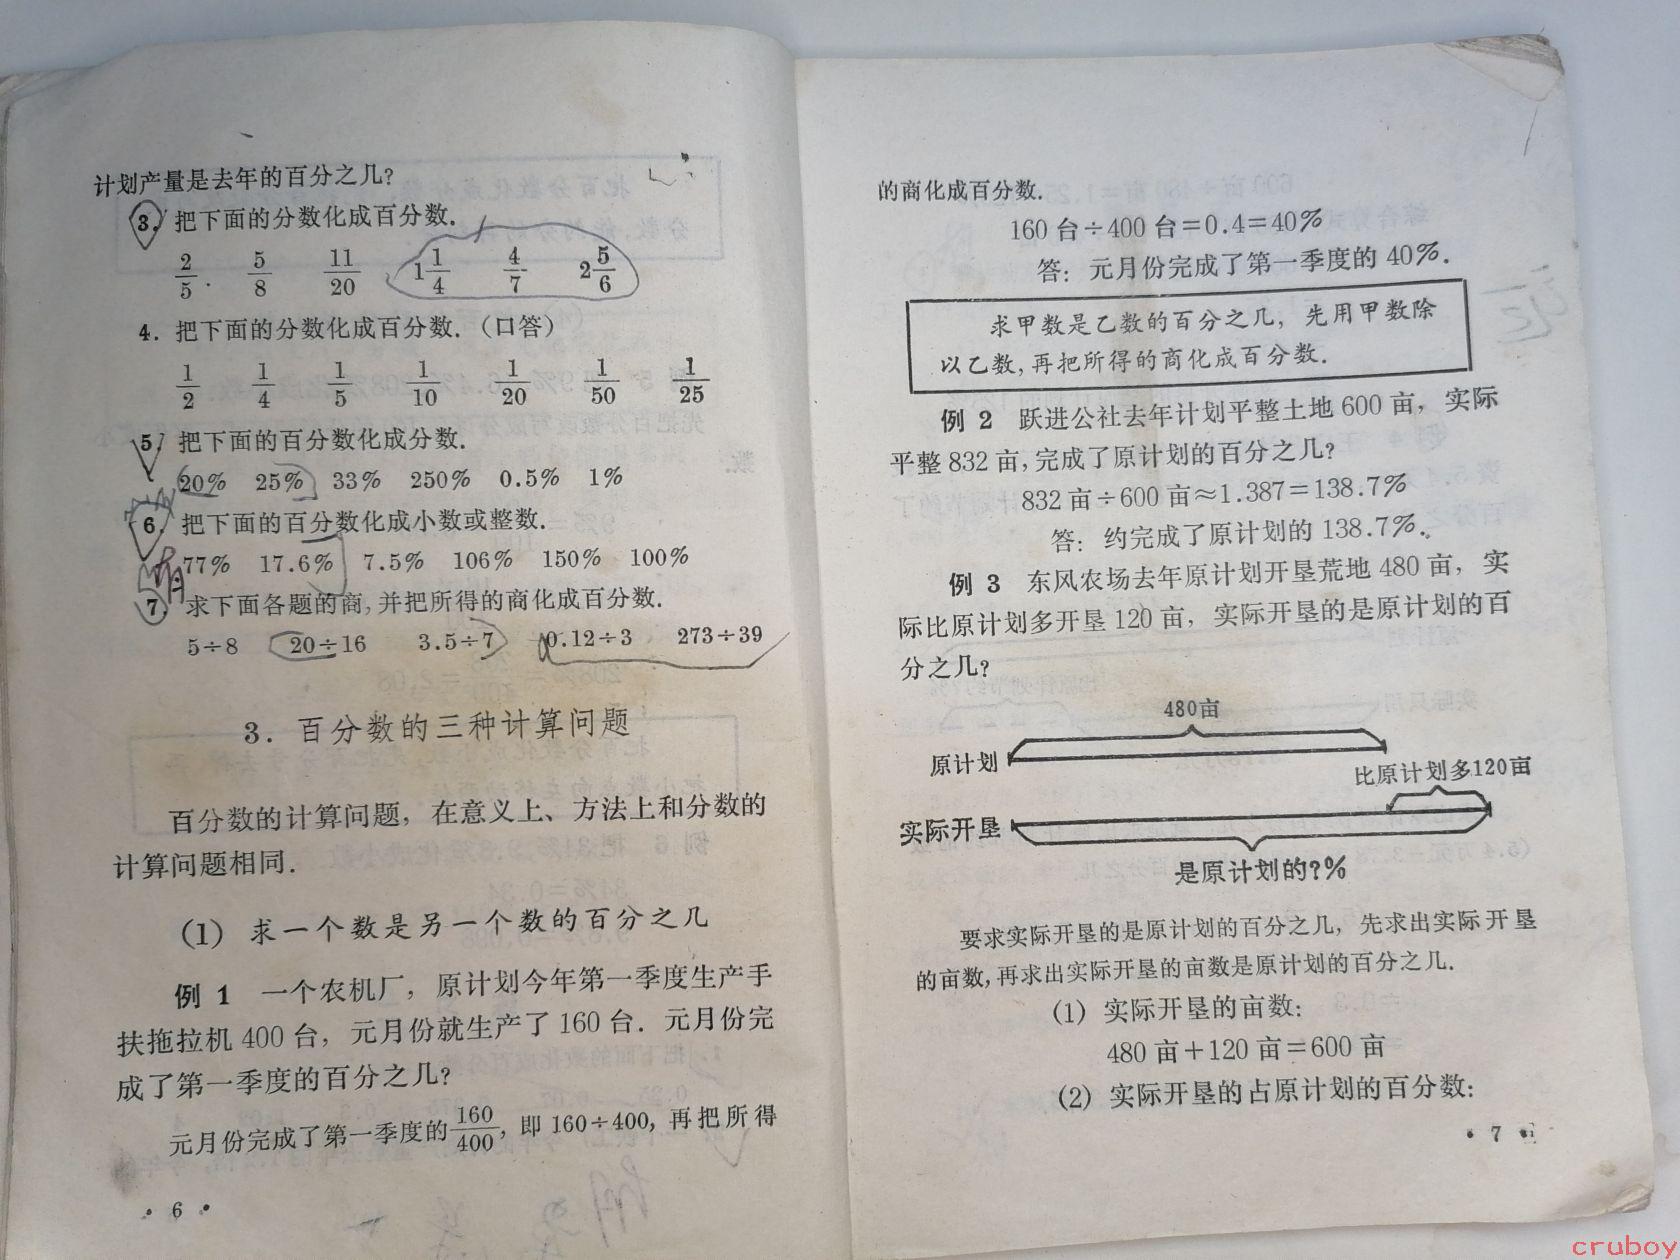 计划产量是去年的百分之几?
3. 把下面的分数化成百分数.
2/5 5/8 11/20 1 1/4 4/7 2 5/6
4. 把下面的分数化成百分数. (口答)
1/2 1/4 1/5 1/10 1/20 1/50 1/25
5. 把下面的百分数化成分数.
20% 25% 33% 250% 0.5% 1%
6. 把下面的百分数化成小数或整数.
77% 17.6% 7.5% 106% 150% 100%
7. 求下面各题的商,并把所得的商化成百分数.
5÷8 20÷16 3.5÷7 0.12÷3 273÷39
3. 百分数的三种计算问题
百分数的计算问题, 在意义上、方法上和分数的
计算问题相同.
(1) 求一个数是另一个数的百分之几
例 1 一个农机厂, 原计划今年第一季度生产手
扶拖拉机 400 台, 元月份就生产了 160 台. 元月份完
成了第一季度的百分之几?
元月份完成了第一季度的160/400, 即 160÷400, 再把所得
• 6 •
的商化成百分数.
160 台÷400 台=0.4=40%
答: 元月份完成了第一季度的 40%.
求甲数是乙数的百分之几, 先用甲数除
以乙数,再把所得的商化成百分数.
例 2 跃进公社去年计划平整土地 600 亩, 实际
平整 832 亩,完成了原计划的百分之几?
832 亩÷600 亩≈1.387=138.7%
答: 约完成了原计划的 138.7%.
例 3 东风农场去年原计划开垦荒地 480 亩, 实
际比原计划多开垦 120 亩, 实际开垦的是原计划的百
分之几?
480亩
原计划
比原计划多120亩
实际开垦
是原计划的?%
要求实际开垦的是原计划的百分之几, 先求出实际开垦
的亩数,再求出实际开垦的亩数是原计划的百分之几.
(1) 实际开垦的亩数:
480 亩+120 亩=600 亩
(2) 实际开垦的占原计划的百分数:
• 7 •
cruboy